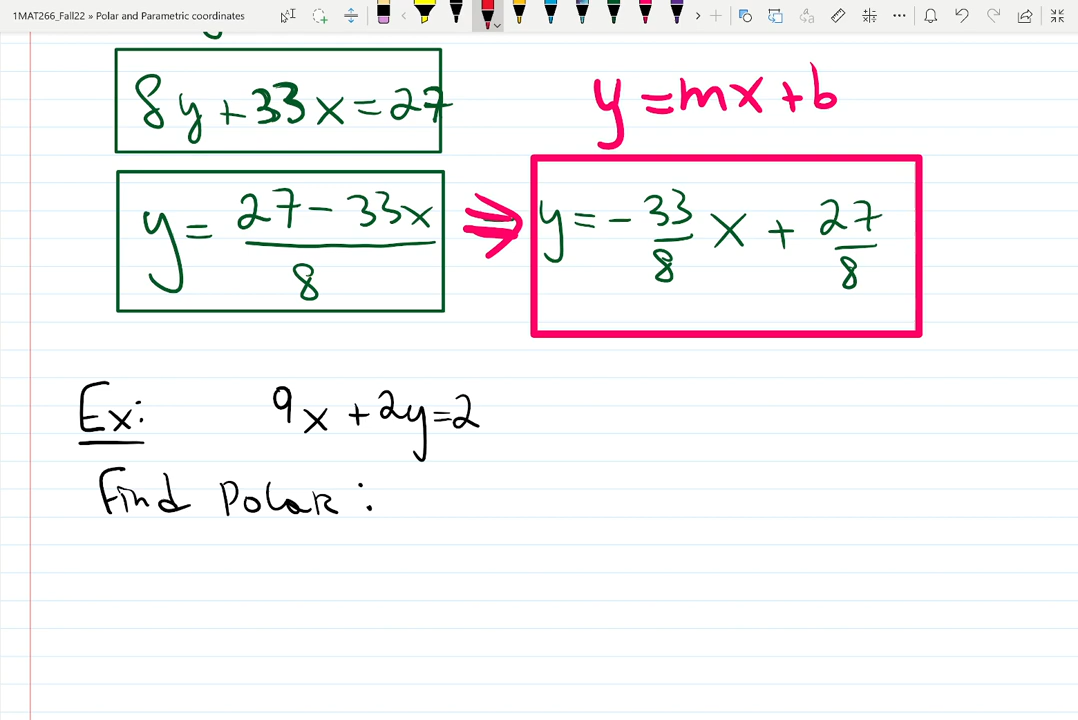 1MAT266_Fall22 » Polar and Parametric coordinates
8y+33x=27
y=mx+b
y= 27-33x / 8 ⇒ y=-33/8 x + 27/8
Ex: 9x+2y=2
Find Polar: